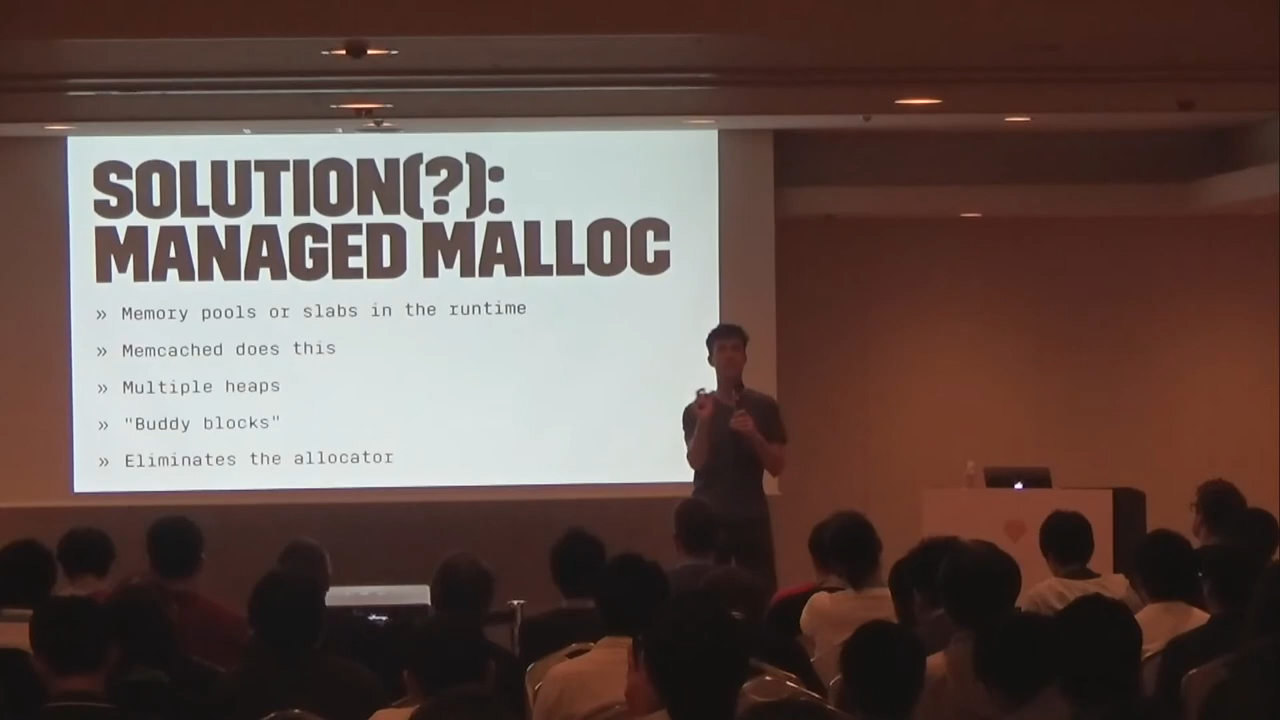 SOLUTION(?):
MANAGED MALLOC
» Memory pools or slabs in the runtime
» Memcached does this
» Multiple heaps
» "Buddy blocks"
» Eliminates the allocator